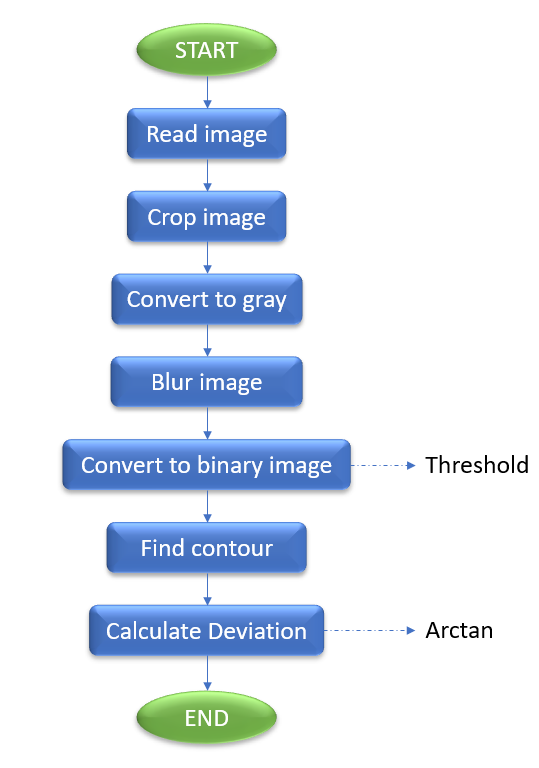 START
Read image
Crop image
Convert to gray
Blur image
Convert to binary image
Threshold
Find contour
Calculate Deviation
Arctan
END